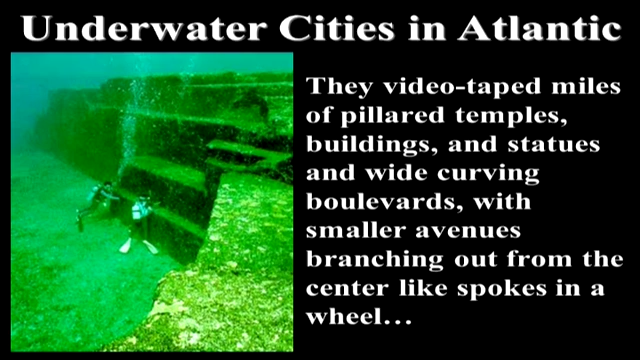 Underwater Cities in Atlantic
They video-taped miles
of pillared temples,
buildings, and statues
and wide curving
boulevards, with
smaller avenues
branching out from the
center like spokes in a
wheel...